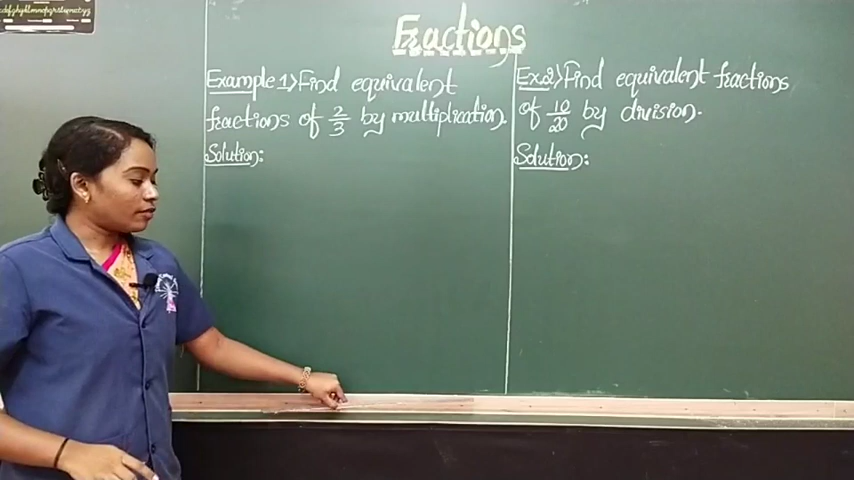 cdefghijklmnopqrstuvwxyz
Fractions
Example 1> Find equivalent
fractions of 2/3 by multiplication.
Solution:
Ex.2> Find equivalent fractions
of 10/20 by division.
Solution: